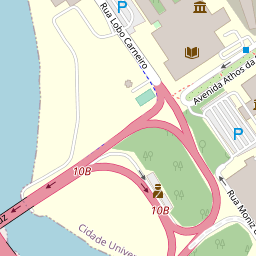 P
Rua Lobo Carneiro
Avenida Athos da
P
10B
10B
Rua Moniz
Cidade Univer